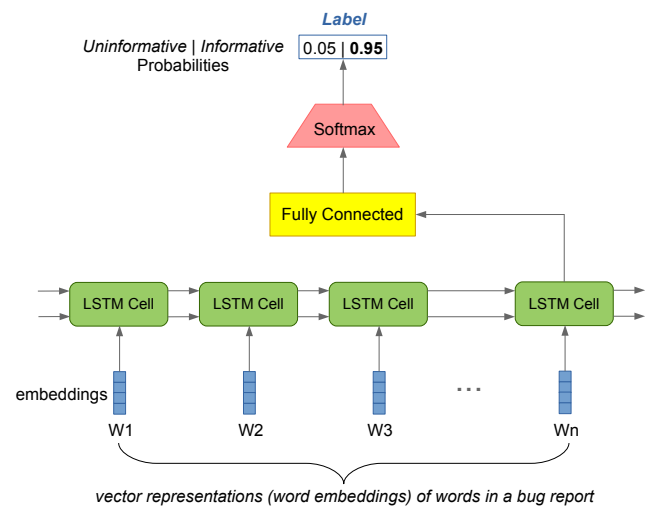 Label
Uninformative | Informative
Probabilities
0.05 | 0.95
Softmax
Fully Connected
LSTM Cell LSTM Cell LSTM Cell LSTM Cell
embeddings
...
W1 W2 W3 Wn
vector representations (word embeddings) of words in a bug report